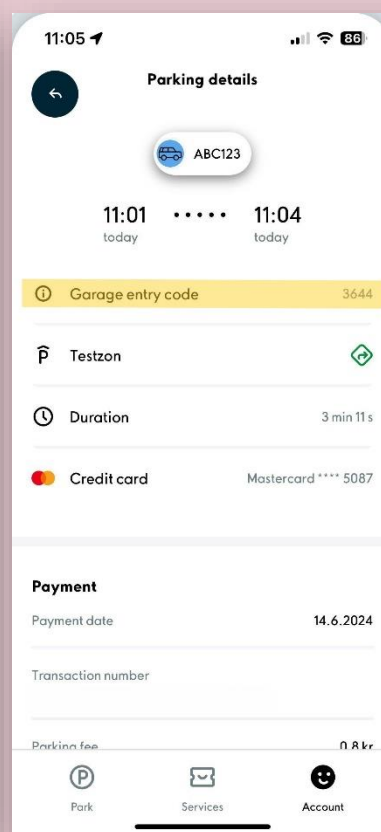 11:05
86
Parking details
ABC123
11:01 ····· 11:04
today today
Garage entry code 3644
P Testzon
Duration 3 min 11 s
Credit card Mastercard **** 5087
Payment
Payment date 14.6.2024
Transaction number
Parking fee 0.8 kr
P
Park Services Account